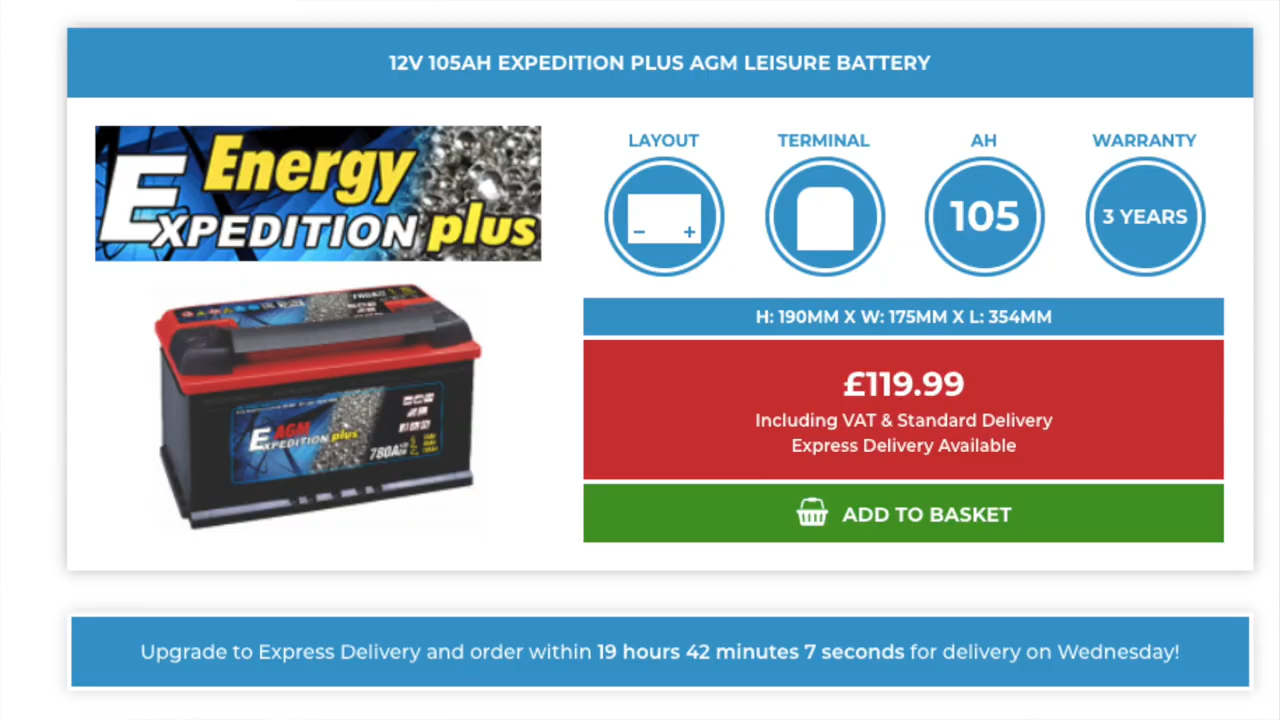 12V 105AH EXPEDITION PLUS AGM LEISURE BATTERY
Energy
EXPEDITION plus
LAYOUT
TERMINAL
AH
WARRANTY
- +
105
3 YEARS
AGM
EXPEDITION plus
780A
H: 190MM X W: 175MM X L: 354MM
£119.99
Including VAT & Standard Delivery
Express Delivery Available
ADD TO BASKET
Upgrade to Express Delivery and order within 19 hours 42 minutes 7 seconds for delivery on Wednesday!